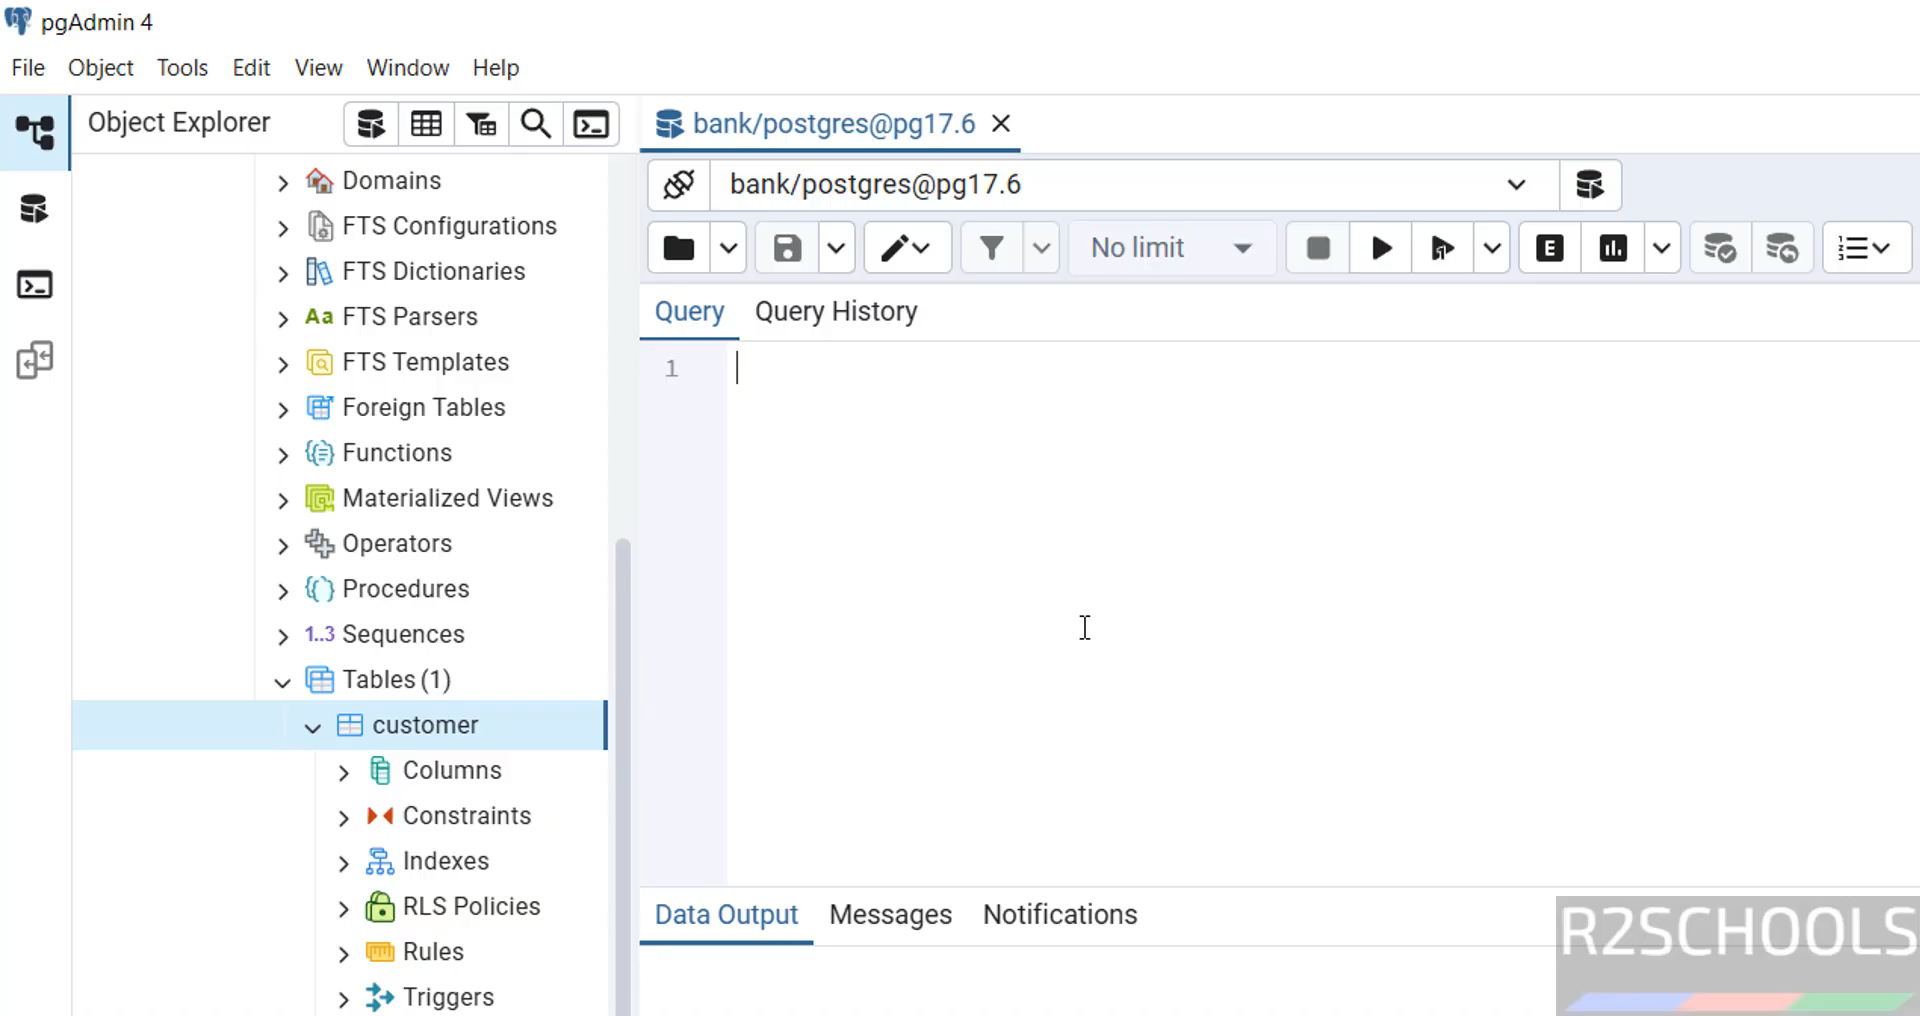 pgAdmin 4
File Object Tools Edit View Window Help
Object Explorer
bank/postgres@pg17.6
bank/postgres@pg17.6
No limit
E
Query Query History
1
Domains
FTS Configurations
FTS Dictionaries
Aa FTS Parsers
FTS Templates
Foreign Tables
Functions
Materialized Views
Operators
Procedures
1..3 Sequences
Tables (1)
customer
Columns
Constraints
Indexes
RLS Policies
Rules
Triggers
Data Output Messages Notifications
R2SCHOOLS